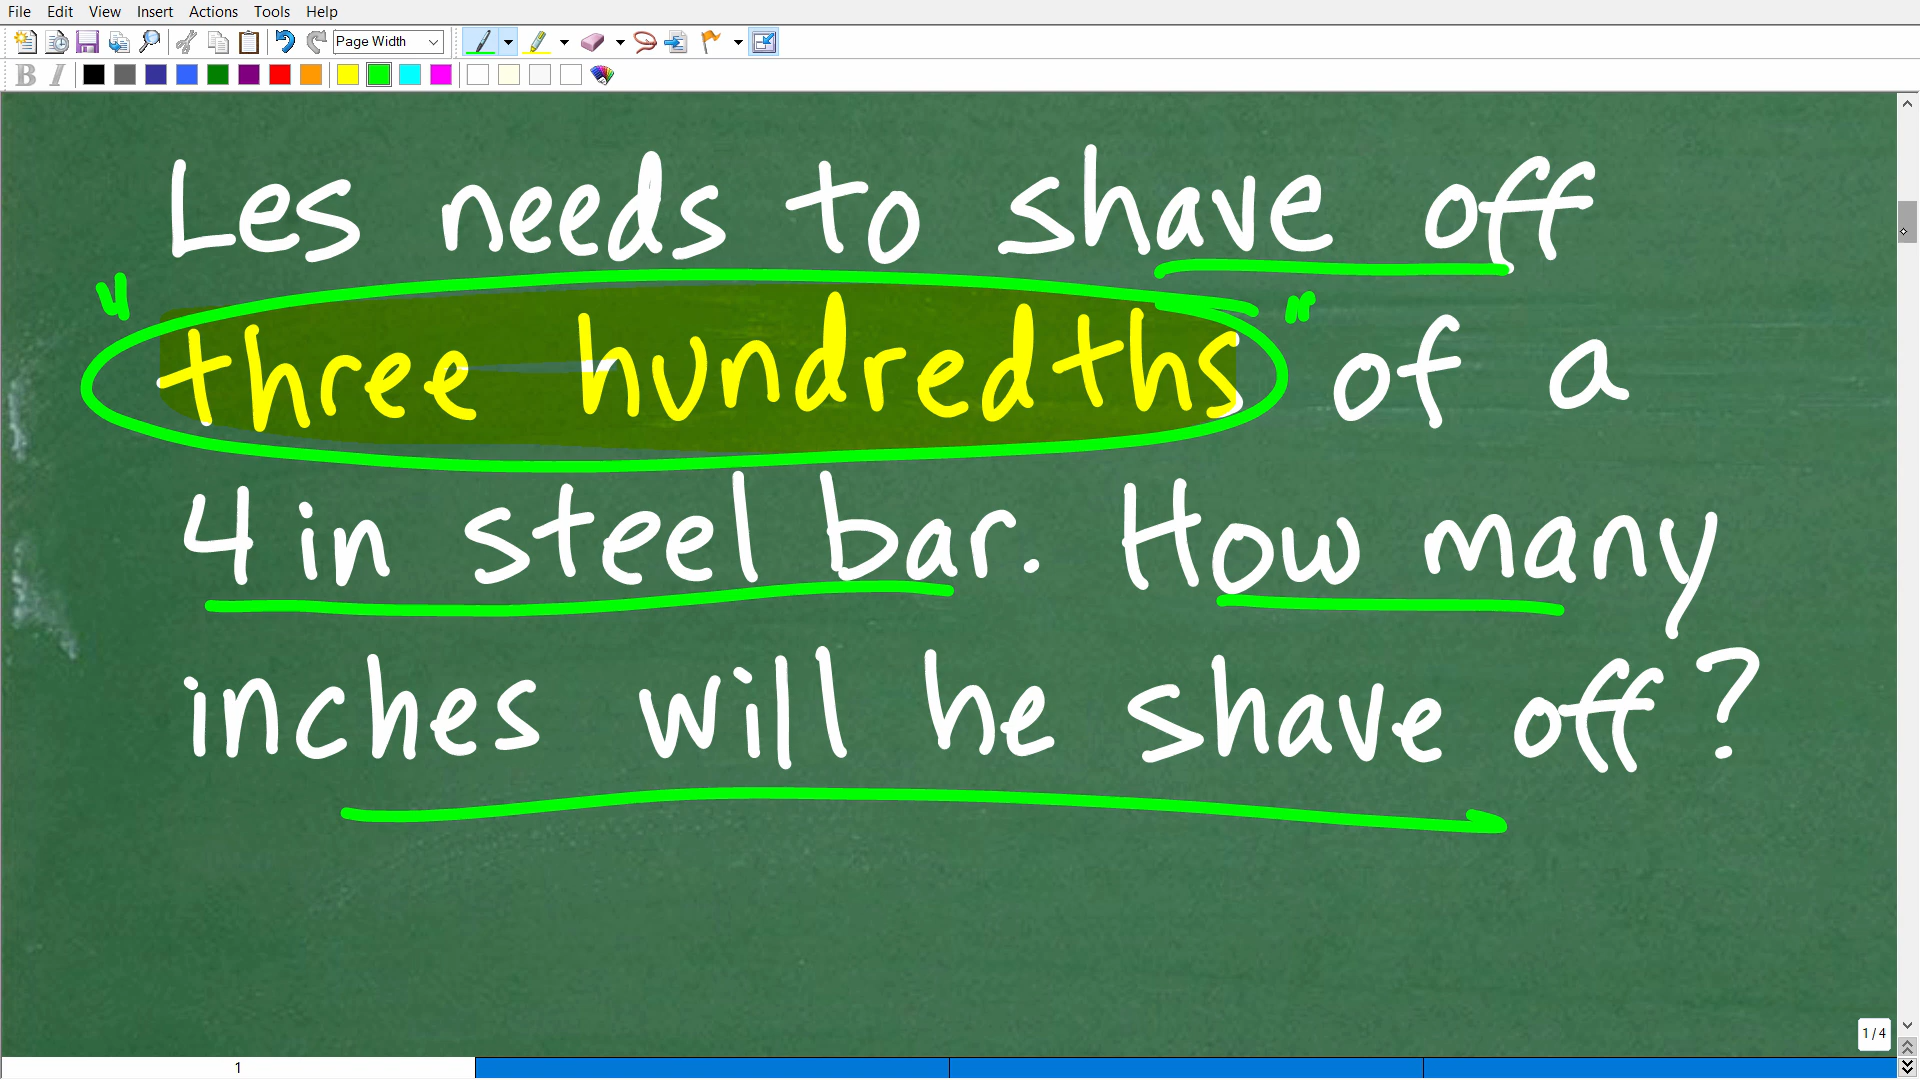 File Edit View Insert Actions Tools Help
Page Width
B I
Les needs to shave off
"three hundredths" of a
4 in steel bar. How many
inches will he shave off?
1 / 4
1